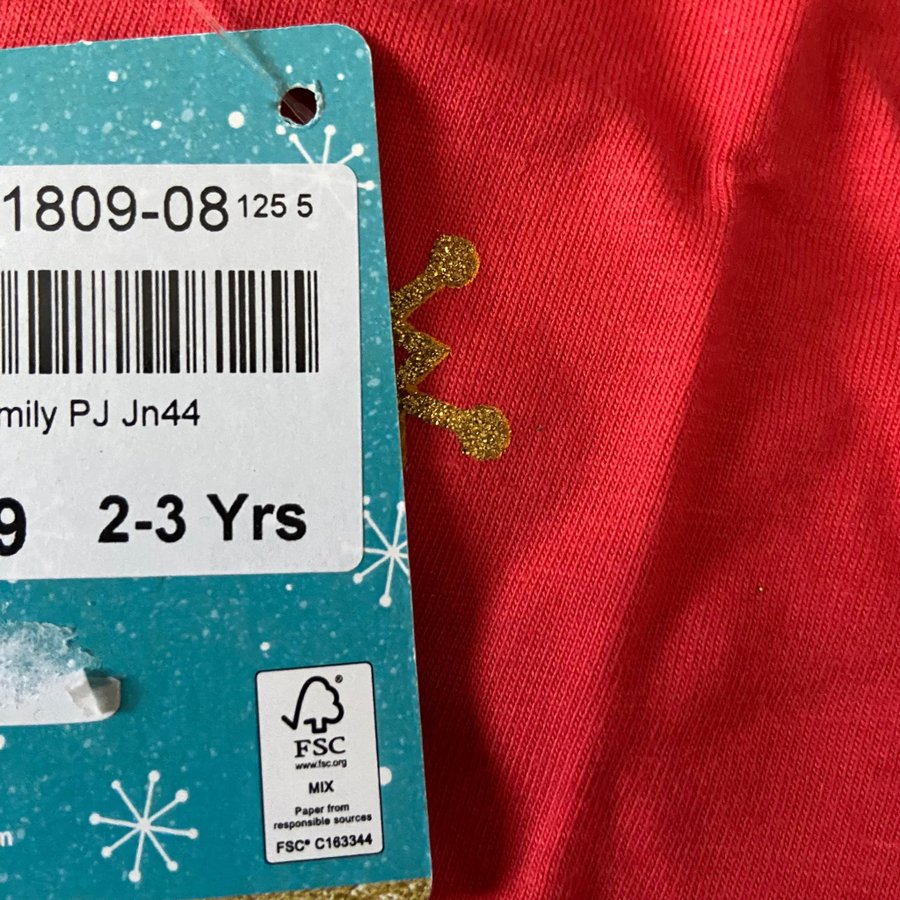 1809-08 125 5
mily PJ Jn44
9 2-3 Yrs
FSC®
www.fsc.org
MIX
Paper from
responsible sources
FSC® C163344
m